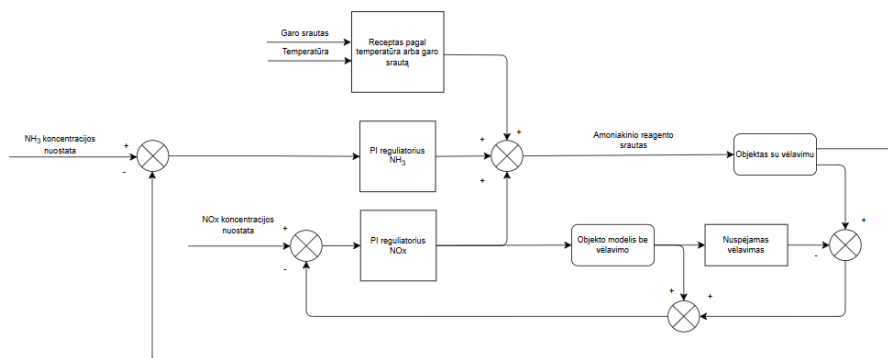 Garo srautas
Temperatūra
Receptas pagal
temperatūra arba garo
srautą
NH₃ koncentracijos
nuostata
+
-
PI reguliatorius
NH₃
+
+
+
Amoniakinio reagento
srautas
Objektas su vėlavimu
NOx koncentracijos
nuostata
+
-
PI reguliatorius
NOx
Objekto modelis be
vėlavimo
Nuspėjamas
vėlavimas
+
-
+
+